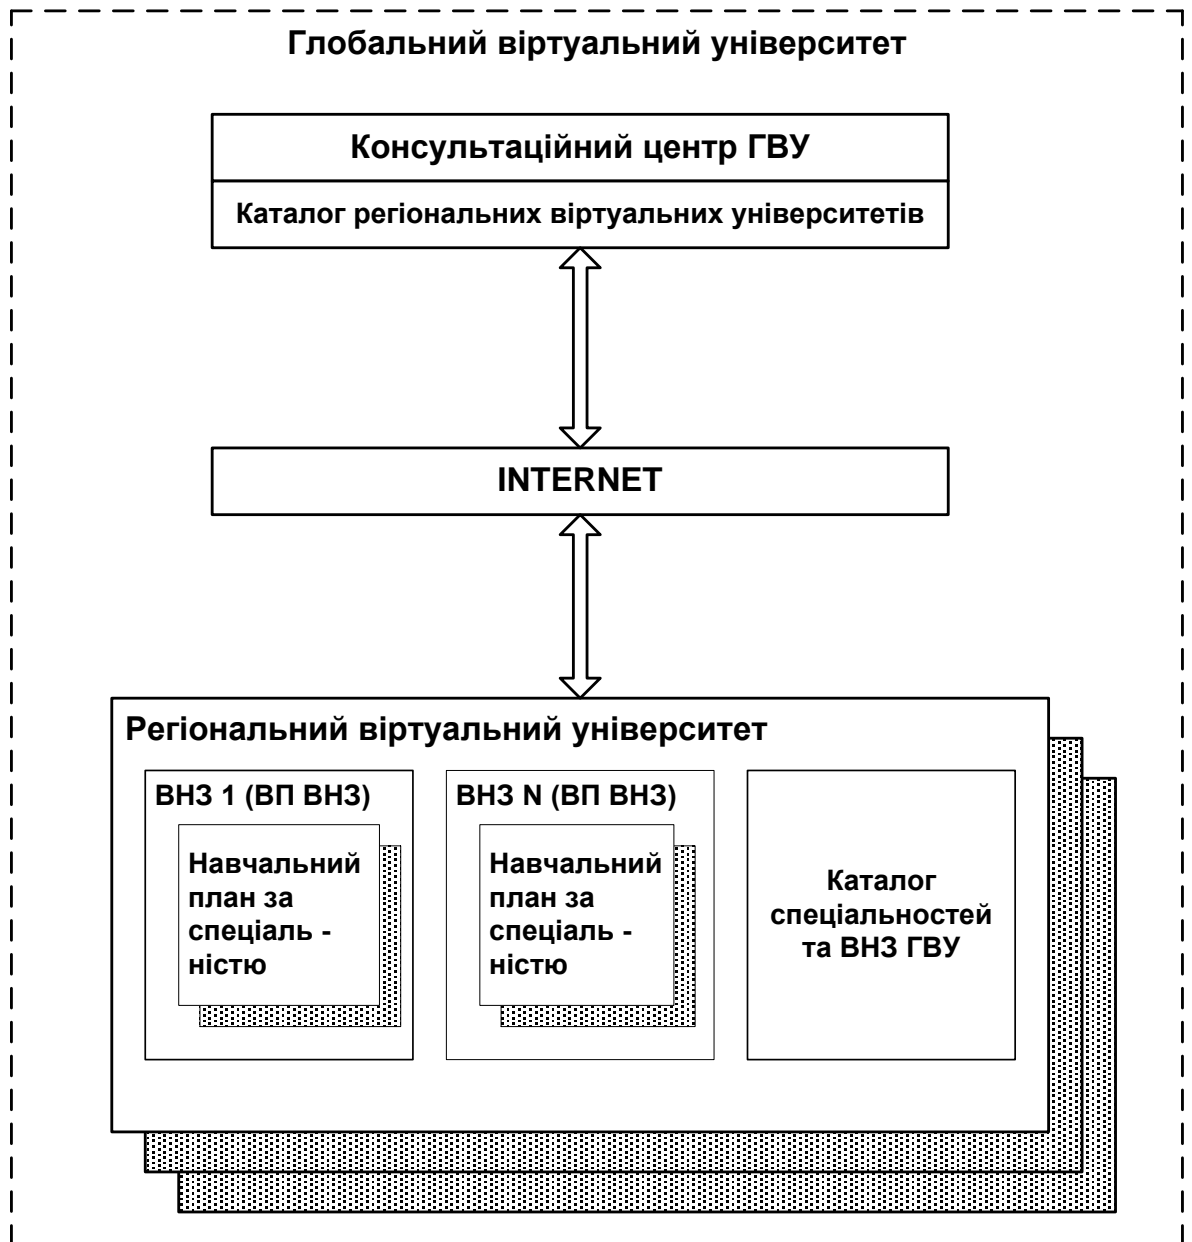 Глобальний віртуальний університет
Консультаційний центр ГВУ
Каталог регіональних віртуальних університетів
INTERNET
Регіональний віртуальний університет
ВНЗ 1 (ВП ВНЗ)
Навчальний
план за
спеціаль -
ністю
ВНЗ N (ВП ВНЗ)
Навчальний
план за
спеціаль -
ністю
Каталог
спеціальностей
та ВНЗ ГВУ